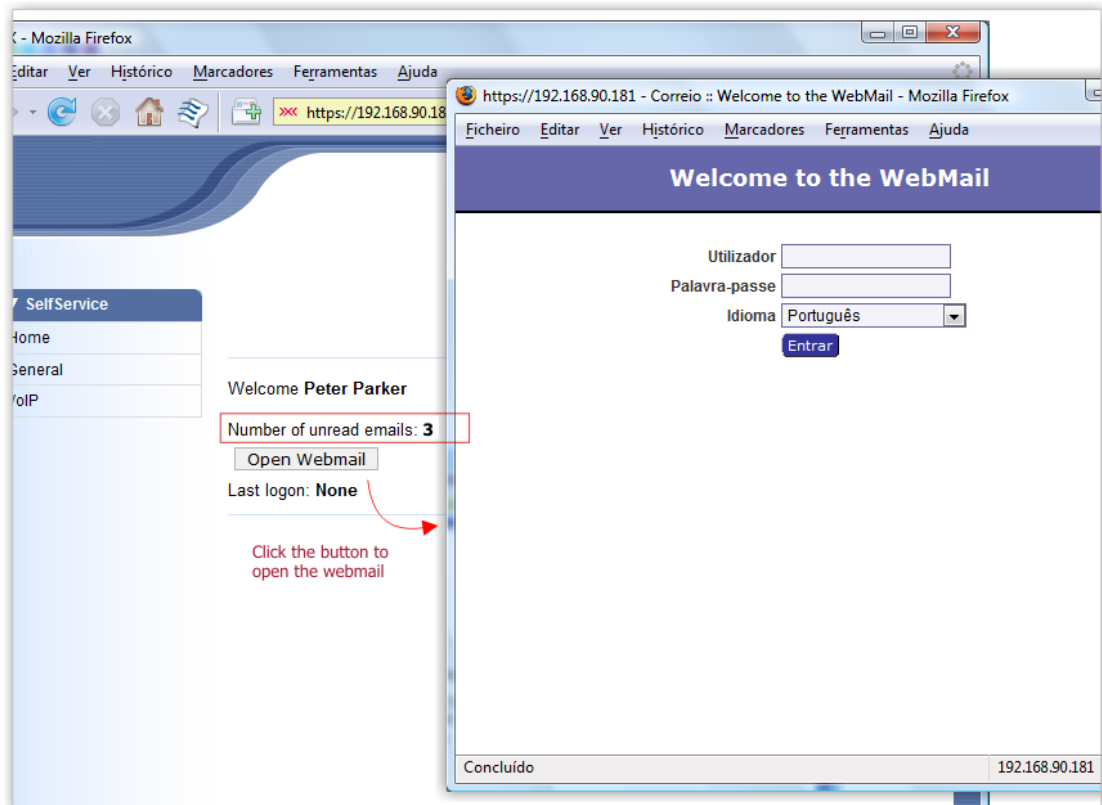 X - Mozilla Firefox
Editar Ver Histórico Marcadores Ferramentas Ajuda
https://192.168.90.18
SelfService
Home
General
VoIP
Welcome Peter Parker
Number of unread emails: 3
Open Webmail
Last logon: None
Click the button to
open the webmail
https://192.168.90.181 - Correio :: Welcome to the WebMail - Mozilla Firefox
Ficheiro Editar Ver Histórico Marcadores Ferramentas Ajuda
Welcome to the WebMail
Utilizador
Palavra-passe
Idioma Português
Entrar
Concluído 192.168.90.181